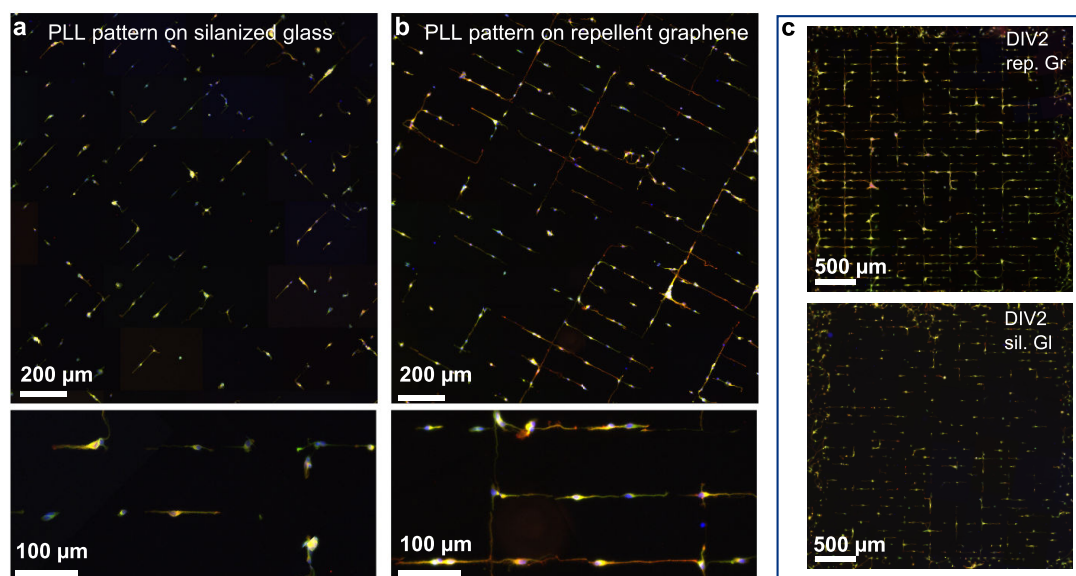 a PLL pattern on silanized glass
200 µm
100 µm
b PLL pattern on repellent graphene
200 µm
100 µm
c
DIV2
rep. Gr
500 µm
DIV2
sil. Gl
500 µm